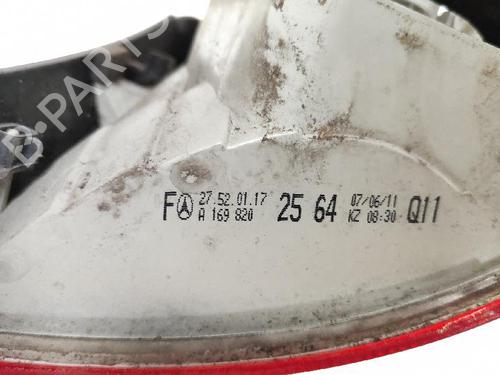 B-PARTS
F 27.52.01.17 25 64 07/06/11 Q11
A 169 820 KZ 08:30